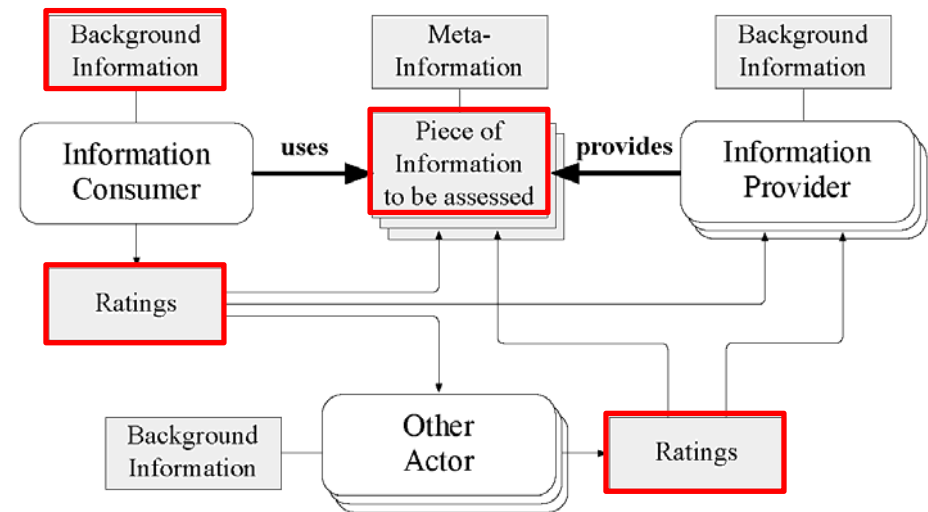 Background
Information
Meta-
Information
Background
Information
Information
Consumer
uses
Piece of
Information
to be assessed
provides
Information
Provider
Ratings
Background
Information
Other
Actor
Ratings